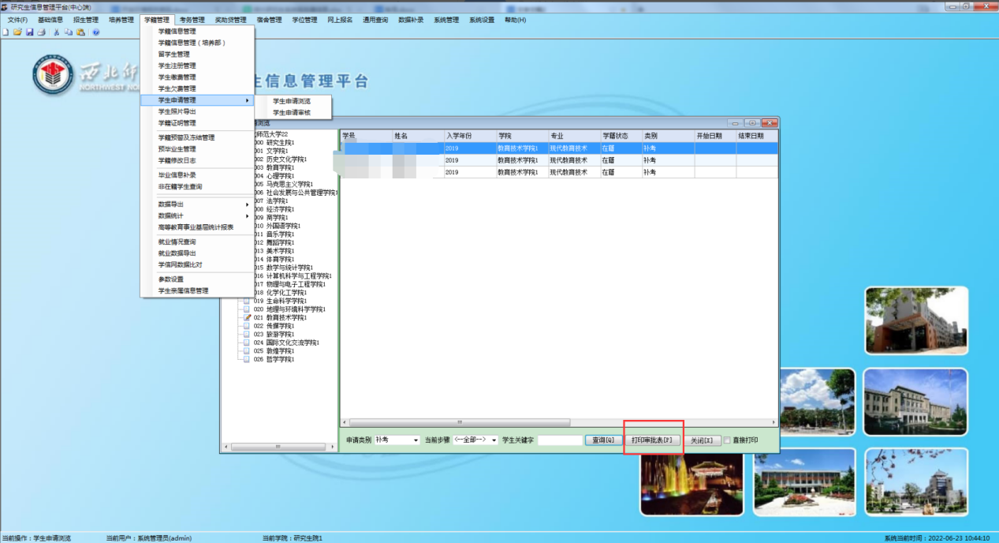 研究生信息管理平台(中心端)
文件(F) 基础信息 招生管理 培养管理 学籍管理 考务管理 奖助贷管理 宿舍管理 学位管理 网上报名 通用查询 数据补录 系统管理 系统设置 帮助(H)
学籍信息管理
学籍信息管理（培养部）
留学生管理
学生注册管理
学生缴费管理
学生欠费管理
学生申请管理
学生照片导出
学籍证明管理
学籍预留及冻结管理
预毕业生管理
学籍修改日志
毕业信息补录
非在籍学生查询
数据导出
数据统计
高等教育事业基层统计报表
就业情况查询
就业数据导出
学信网数据比对
参数设置
学生亲属信息管理
学生申请浏览
学生申请审核
西北师
NORTHWEST NO
生信息管理平台
浏览
师范大学22
000 研究生院1
001 文学院1
002 历史文化学院1
003 教育学院1
004 心理学院1
005 马克思主义学院1
006 社会发展与公共管理学院1
007 法学院1
008 经济学院1
009 商学院1
010 外国语学院1
011 音乐学院1
012 舞蹈学院1
013 美术学院1
014 体育学院1
015 数学与统计学院1
016 计算机科学与工程学院1
017 物理与电子工程学院1
018 化学化工学院1
019 生命科学学院1
020 地理与环境科学学院1
021 教育技术学院1
022 传媒学院1
023 旅游学院1
024 国际文化交流学院1
025 敦煌学院1
026 哲学学院1
学号 姓名 入学年份 学院 专业 学籍状态 类别 开始日期 结束日期
2019 教育技术学院1 现代教育技术 在籍 补考
2019 教育技术学院1 现代教育技术 在籍 补考
2019 教育技术学院1 现代教育技术 在籍 补考
申请类别 补考 当前步骤 <--全部--> 学生关键字 查询[Q] 打印审批表[P] 关闭[X] 直接打印
当前操作：学生申请浏览 当前用户：系统管理员(admin) 当前学院：研究生院1 系统当前时间：2022-06-23 10:44:10